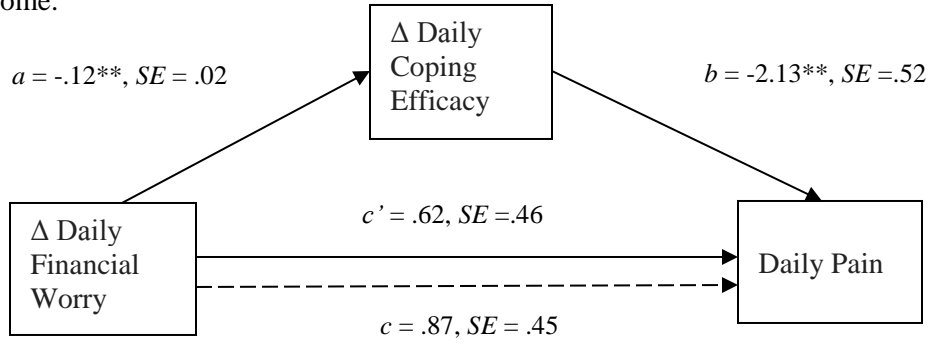 ome.
Δ Daily
Coping
Efficacy
a = -.12**, SE = .02
b = -2.13**, SE =.52
Δ Daily
Financial
Worry
c’ = .62, SE =.46
Daily Pain
c = .87, SE = .45